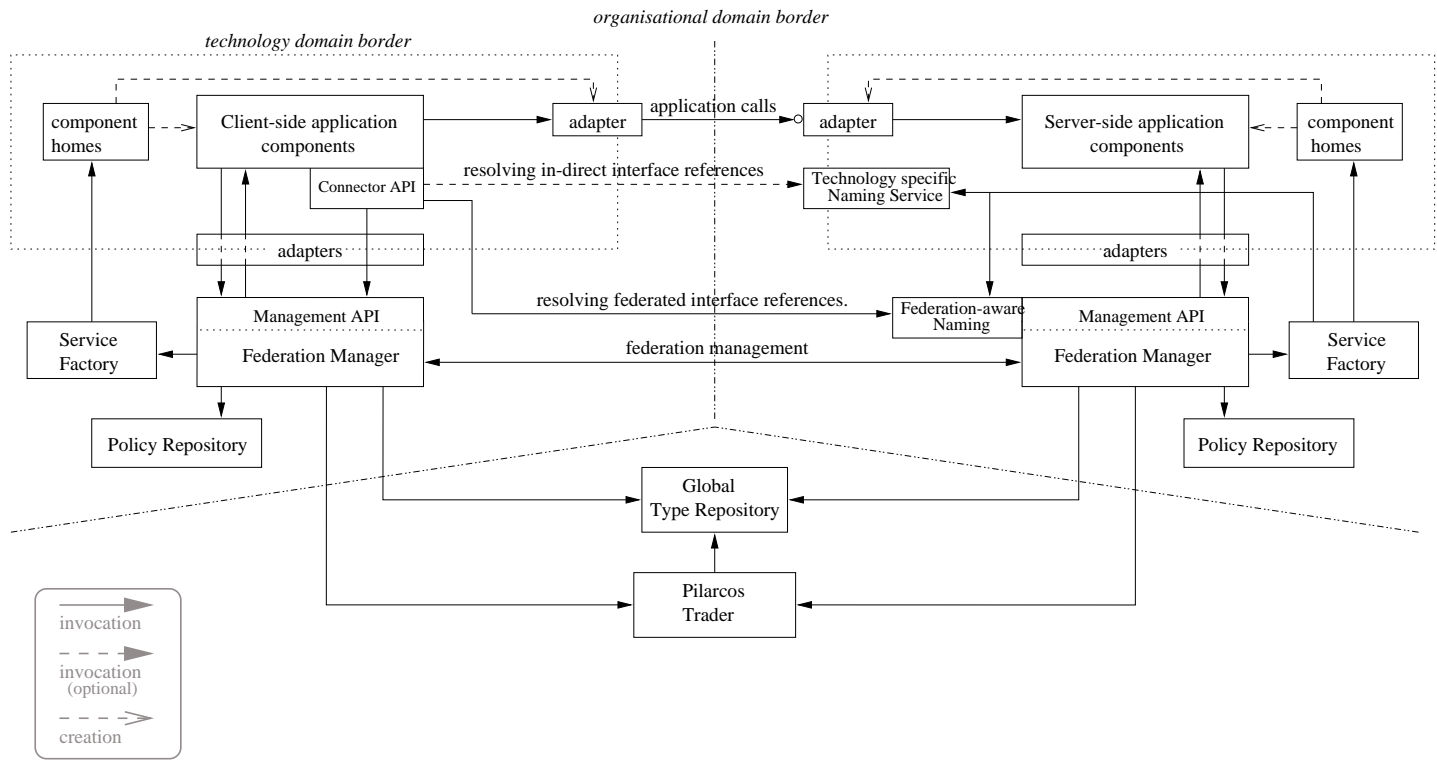 organisational domain border
technology domain border
component
homes
Client-side application
components
adapter
application calls
adapter
Server-side application
components
component
homes
Connector API
resolving in-direct interface references
Technology specific
Naming Service
adapters
adapters
resolving federated interface references.
Federation-aware
Naming
Management API
Federation Manager
Management API
Federation Manager
Service
Factory
federation management
Service
Factory
Policy Repository
Policy Repository
Global
Type Repository
Pilarcos
Trader
invocation
invocation
(optional)
creation